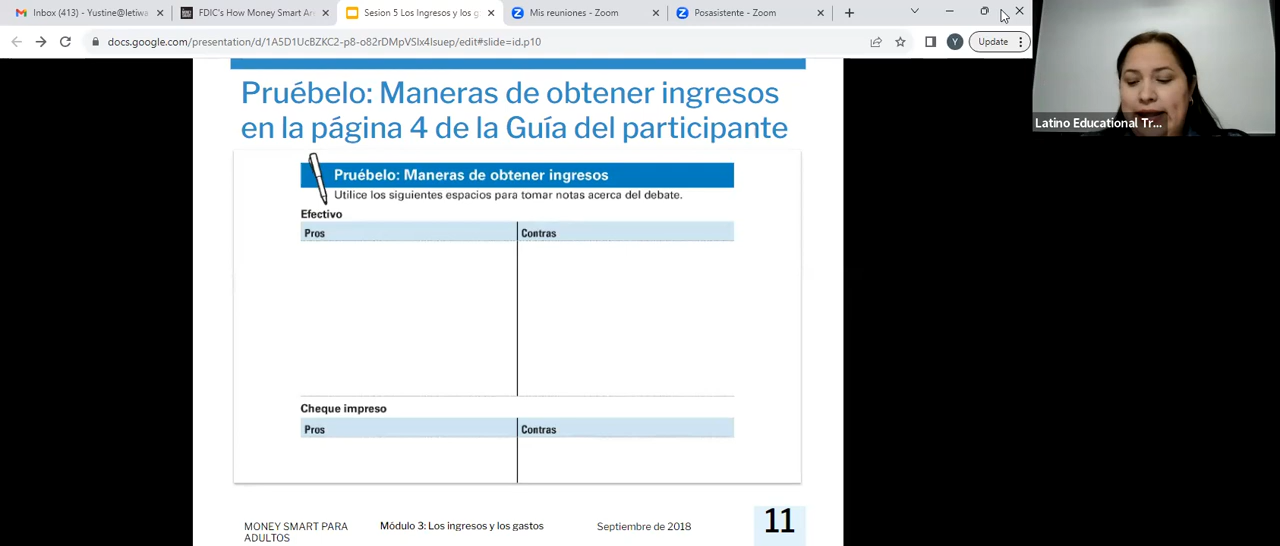 Inbox (413) - Yustine@letiwa
FDIC's How Money Smart Are
Sesion 5 Los Ingresos y los g
Mis reuniones - Zoom
Posasistente - Zoom
docs.google.com/presentation/d/1A5D1UcBZKC2-p8-o82rDMpVSlx4Isuep/edit#slide=id.p10
Y
Update
Latino Educational Tr...
Pruébelo: Maneras de obtener ingresos
en la página 4 de la Guía del participante
Pruébelo: Maneras de obtener ingresos
Utilice los siguientes espacios para tomar notas acerca del debate.
Efectivo
Pros Contras
Cheque impreso
Pros Contras
MONEY SMART PARA
ADULTOS
Módulo 3: Los ingresos y los gastos
Septiembre de 2018
11